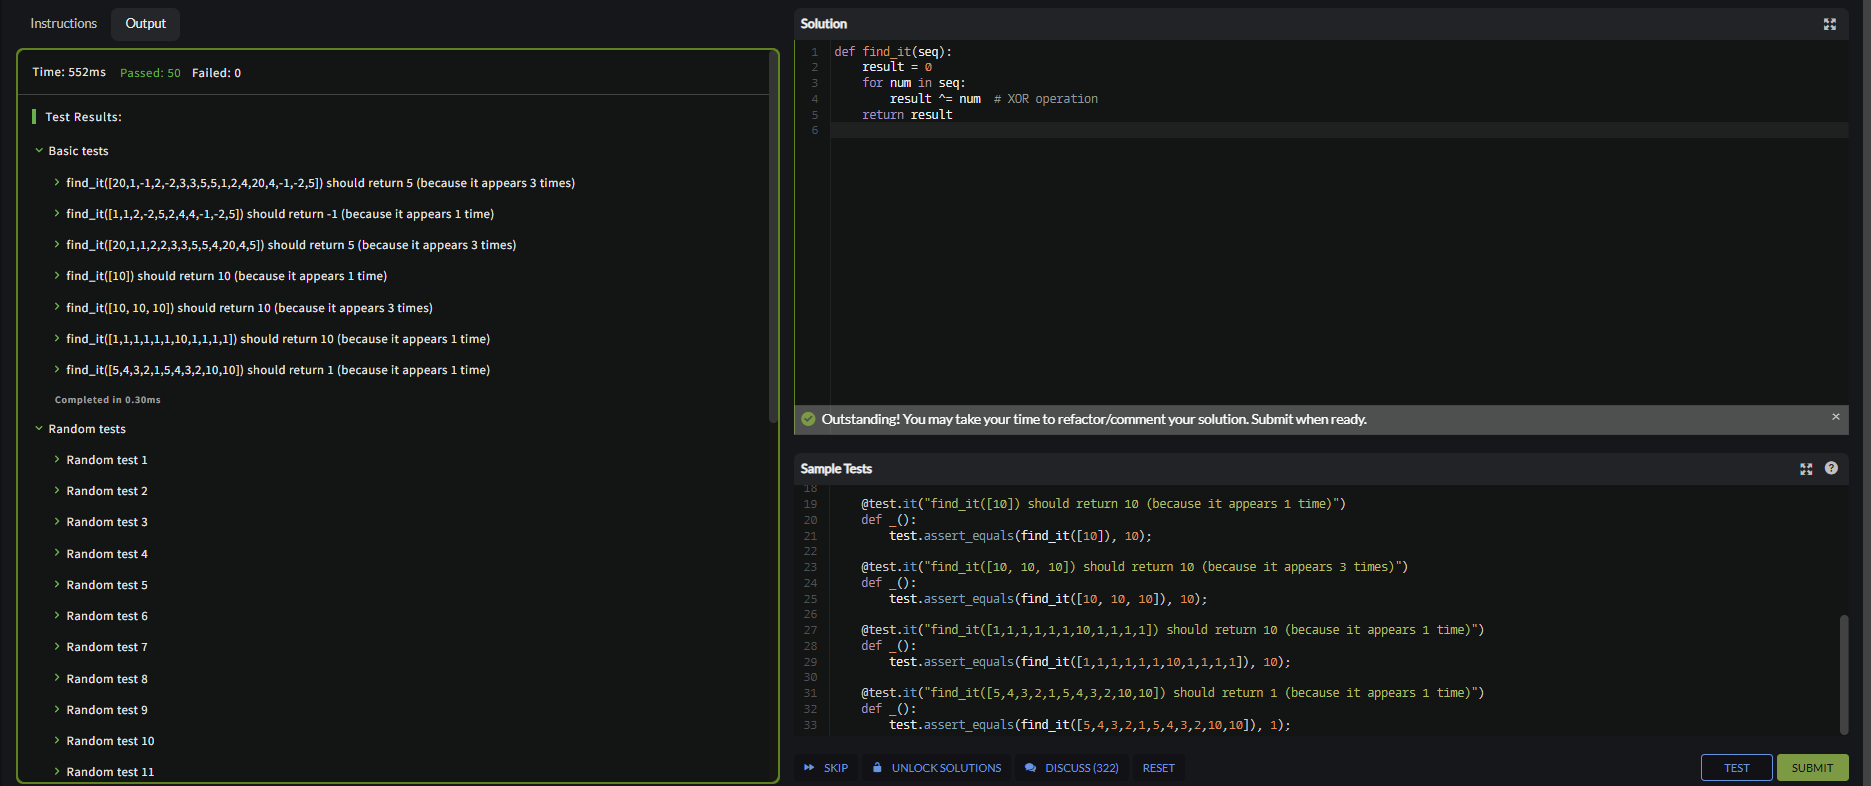 Instructions
Output
Time: 552ms Passed: 50 Failed: 0
Test Results:
Basic tests
find_it([20,1,-1,2,-2,3,3,5,5,1,2,4,20,4,-1,-2,5]) should return 5 (because it appears 3 times)
find_it([1,1,2,-2,5,2,4,4,-1,-2,5]) should return -1 (because it appears 1 time)
find_it([20,1,1,2,2,3,3,5,5,4,20,4,5]) should return 5 (because it appears 3 times)
find_it([10]) should return 10 (because it appears 1 time)
find_it([10, 10, 10]) should return 10 (because it appears 3 times)
find_it([1,1,1,1,1,1,10,1,1,1,1]) should return 10 (because it appears 1 time)
find_it([5,4,3,2,1,5,4,3,2,10,10]) should return 1 (because it appears 1 time)
Completed in 0.30ms
Random tests
Random test 1
Random test 2
Random test 3
Random test 4
Random test 5
Random test 6
Random test 7
Random test 8
Random test 9
Random test 10
Random test 11
Solution
1 def find_it(seq):
2 result = 0
3 for num in seq:
4 result ^= num # XOR operation
5 return result
6
Outstanding! You may take your time to refactor/comment your solution. Submit when ready.
Sample Tests
18
19 @test.it("find_it([10]) should return 10 (because it appears 1 time)")
20 def _():
21 test.assert_equals(find_it([10]), 10);
22
23 @test.it("find_it([10, 10, 10]) should return 10 (because it appears 3 times)")
24 def _():
25 test.assert_equals(find_it([10, 10, 10]), 10);
26
27 @test.it("find_it([1,1,1,1,1,1,10,1,1,1,1]) should return 10 (because it appears 1 time)")
28 def _():
29 test.assert_equals(find_it([1,1,1,1,1,1,10,1,1,1,1]), 10);
30
31 @test.it("find_it([5,4,3,2,1,5,4,3,2,10,10]) should return 1 (because it appears 1 time)")
32 def _():
33 test.assert_equals(find_it([5,4,3,2,1,5,4,3,2,10,10]), 1);
SKIP
UNLOCK SOLUTIONS
DISCUSS (322)
RESET
TEST
SUBMIT